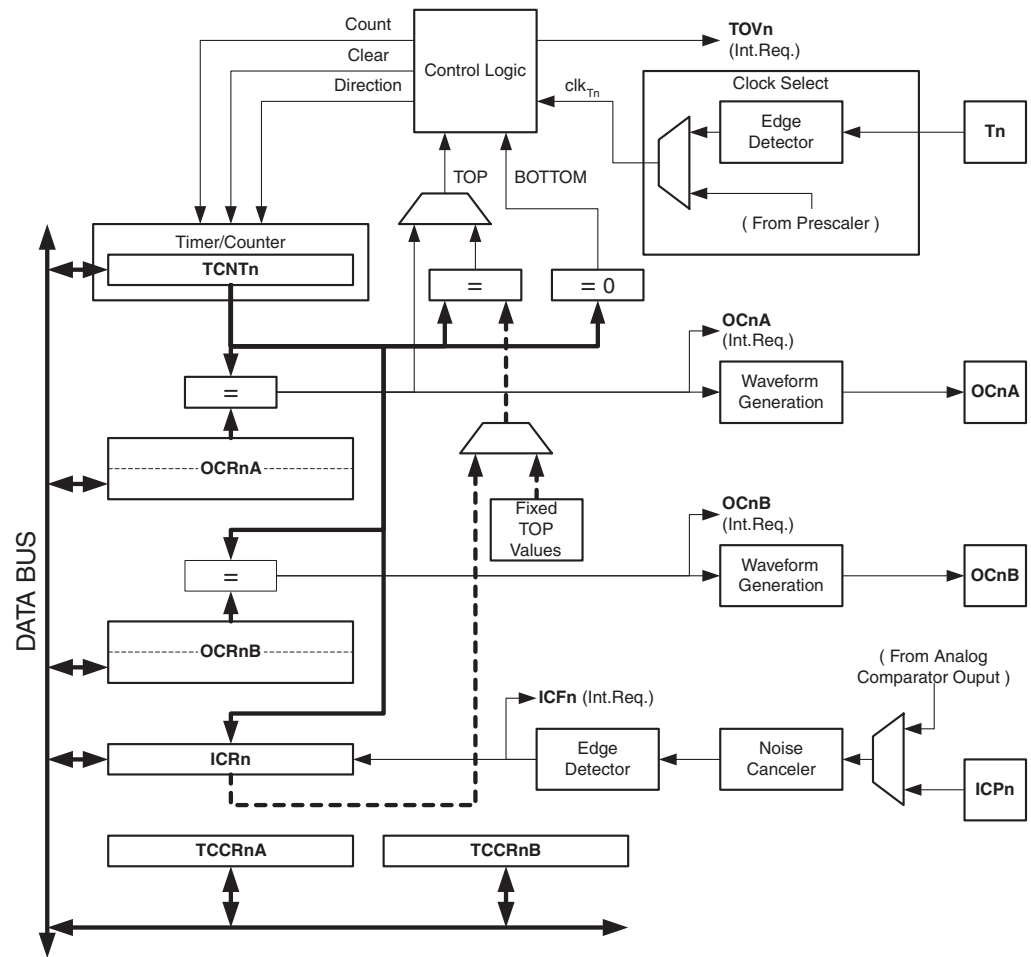 Count
Clear
Direction
Control Logic
TOVn
(Int.Req.)
clkTn
Clock Select
Edge
Detector
Tn
( From Prescaler )
TOP
BOTTOM
Timer/Counter
TCNTn
=
= 0
OCnA
(Int.Req.)
=
Waveform
Generation
OCnA
OCRnA
Fixed
TOP
Values
OCnB
(Int.Req.)
=
Waveform
Generation
OCnB
OCRnB
DATA BUS
( From Analog
Comparator Ouput )
ICFn (Int.Req.)
ICRn
Edge
Detector
Noise
Canceler
ICPn
TCCRnA
TCCRnB